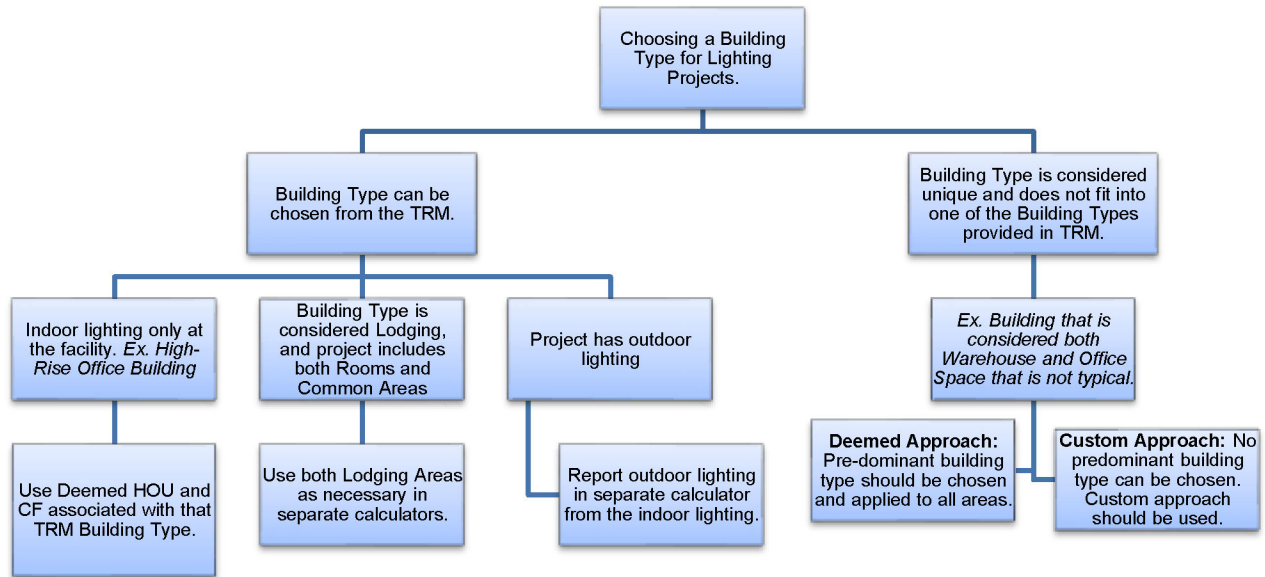 Choosing a Building
Type for Lighting
Projects.
Building Type can be
chosen from the TRM.
Building Type is considered
unique and does not fit into
one of the Building Types
provided in TRM.
Indoor lighting only at
the facility. Ex. High-
Rise Office Building
Building Type is
considered Lodging,
and project includes
both Rooms and
Common Areas
Project has outdoor
lighting
Ex. Building that is
considered both
Warehouse and Office
Space that is not typical.
Use Deemed HOU and
CF associated with that
TRM Building Type.
Use both Lodging Areas
as necessary in
separate calculators.
Report outdoor lighting
in separate calculator
from the indoor lighting.
Deemed Approach:
Pre-dominant building
type should be chosen
and applied to all areas.
Custom Approach: No
predominant building
type can be chosen.
Custom approach
should be used.